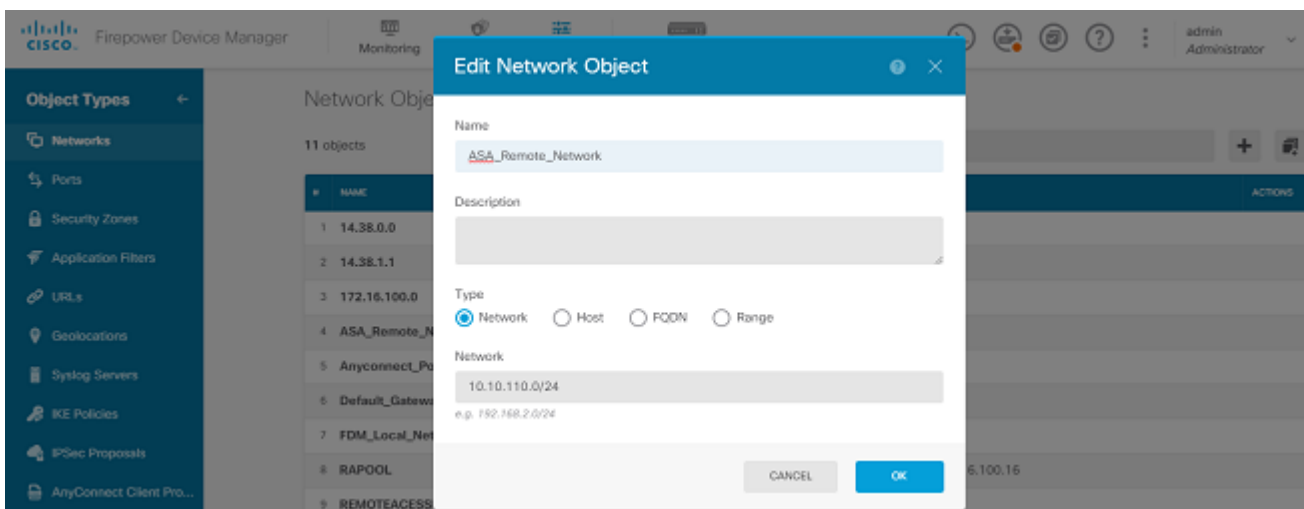 CISCO. Firepower Device Manager
Monitoring
admin
Administrator
Object Types
Networks
Ports
Security Zones
Application Filters
URLs
Geolocations
Syslog Servers
IKE Policies
IPSec Proposals
AnyConnect Client Pro...
Network Obje
11 objects
# NAME ACTIONS
1 14.38.0.0
2 14.38.1.1
3 172.16.100.0
4 ASA_Remote_N
5 Anyconnect_Po
6 Default_Gatewa
7 FDM_Local_Net
8 RAPOOL 6.100.16
9 REMOTEACESS
Edit Network Object
Name
ASA_Remote_Network
Description
Type
Network Host FQDN Range
Network
10.10.110.0/24
e.g. 192.168.2.0/24
CANCEL OK